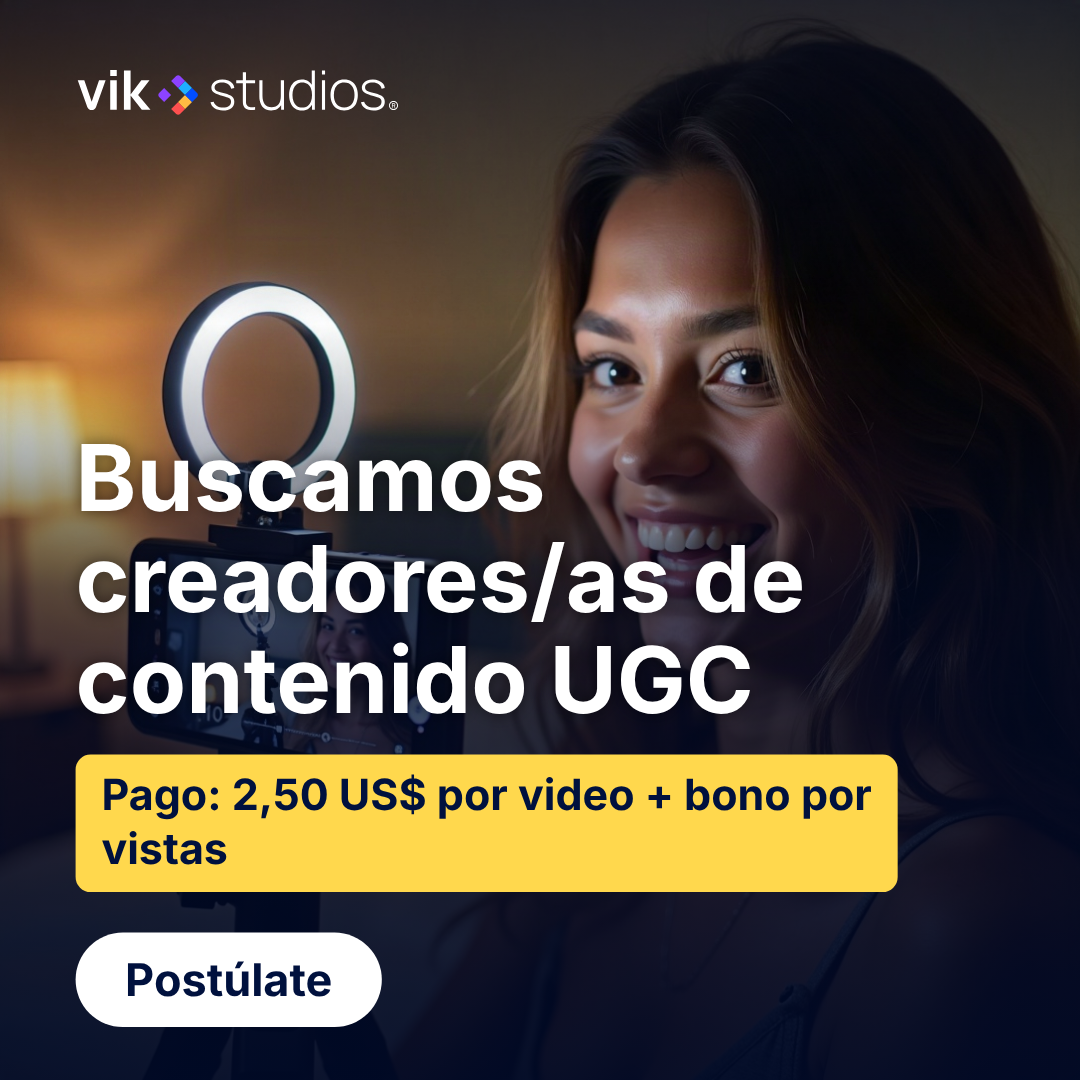 vik studios®
Buscamos
creadores/as de
contenido UGC
Pago: 2,50 US$ por video + bono por
vistas
Postúlate